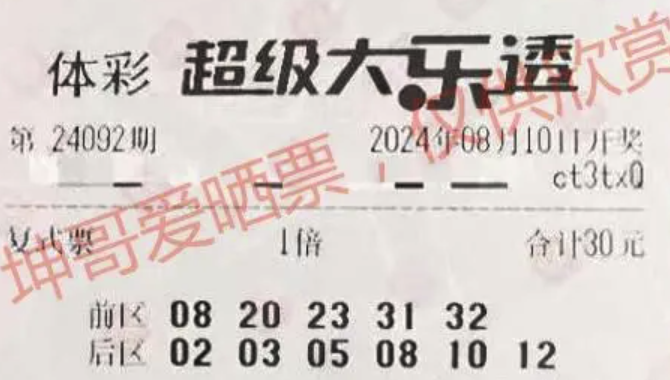 体彩 超级大乐透
第 24092期 2024年08月10日开奖
ct3txQ
复式票 1倍 合计30元
前区 08 20 23 31 32
后区 02 03 05 08 10 12
坤哥爱晒票,仅供欣赏